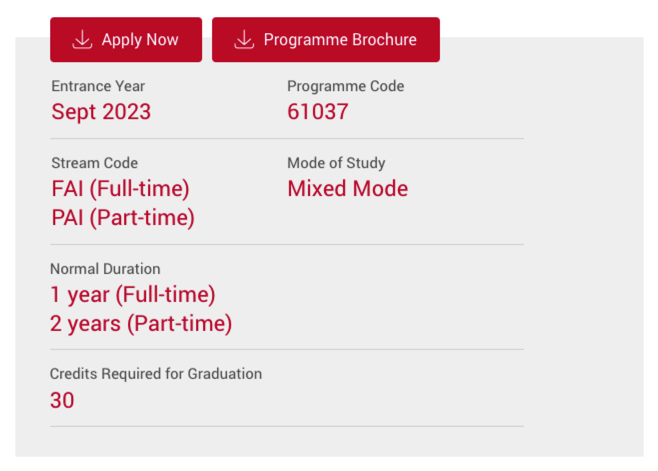 Apply Now
Programme Brochure
Entrance Year
Sept 2023
Programme Code
61037
Stream Code
FAI (Full-time)
PAI (Part-time)
Mode of Study
Mixed Mode
Normal Duration
1 year (Full-time)
2 years (Part-time)
Credits Required for Graduation
30